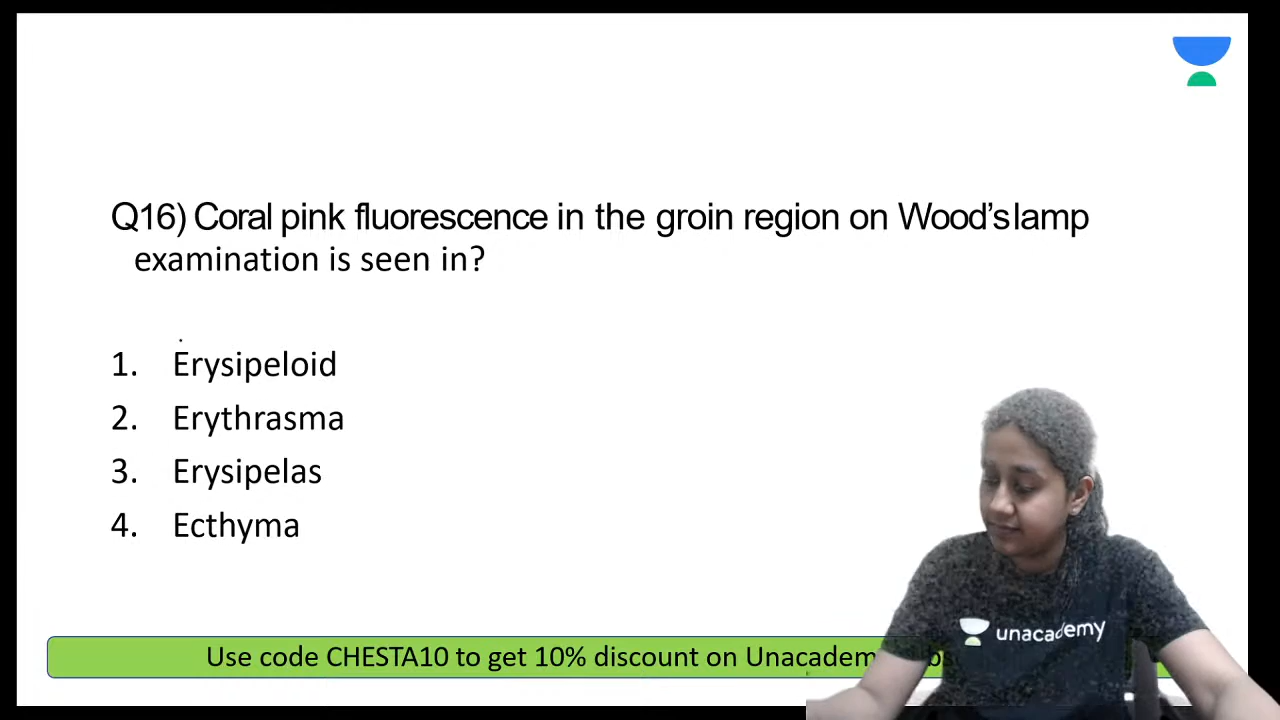 Q16) Coral pink fluorescence in the groin region on Wood's lamp
examination is seen in?
1. Erysipeloid
2. Erythrasma
3. Erysipelas
4. Ecthyma
Use code CHESTA10 to get 10% discount on
unacademy